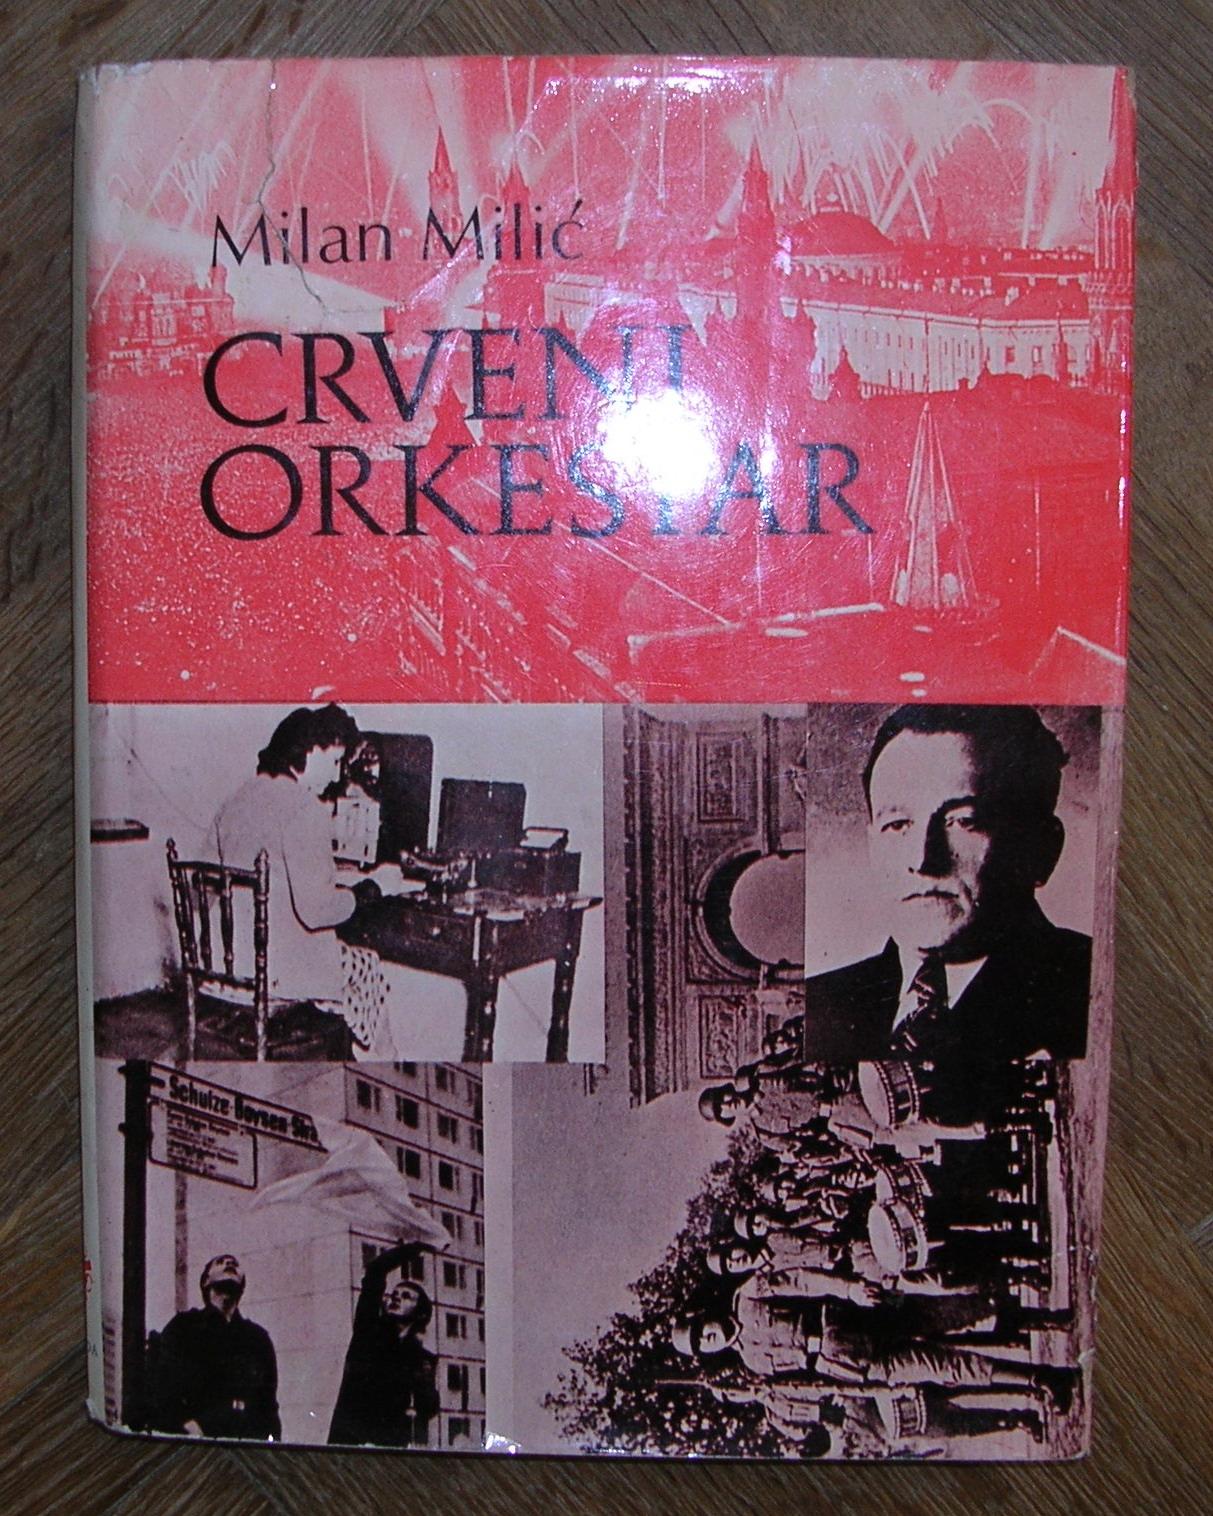 Milan Milić
CRVENI
ORKESTAR
Schulze-Boysen-Str.